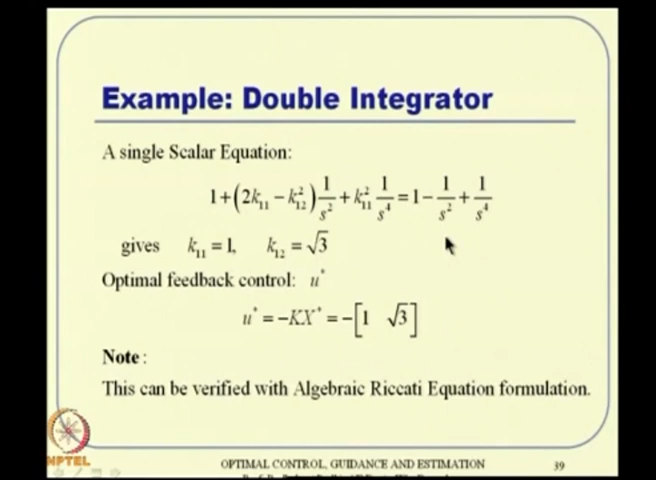 Example: Double Integrator
A single Scalar Equation:
1+(2k₁₁ − k₁₂²) 1/s² + k₁₁² 1/s⁴ = 1 − 1/s² + 1/s⁴
gives k₁₁ = 1, k₁₂ = √3
Optimal feedback control: u*
u* = −KX* = −[1 √3]
Note:
This can be verified with Algebraic Riccati Equation formulation.
NPTEL
OPTIMAL CONTROL, GUIDANCE AND ESTIMATION 39